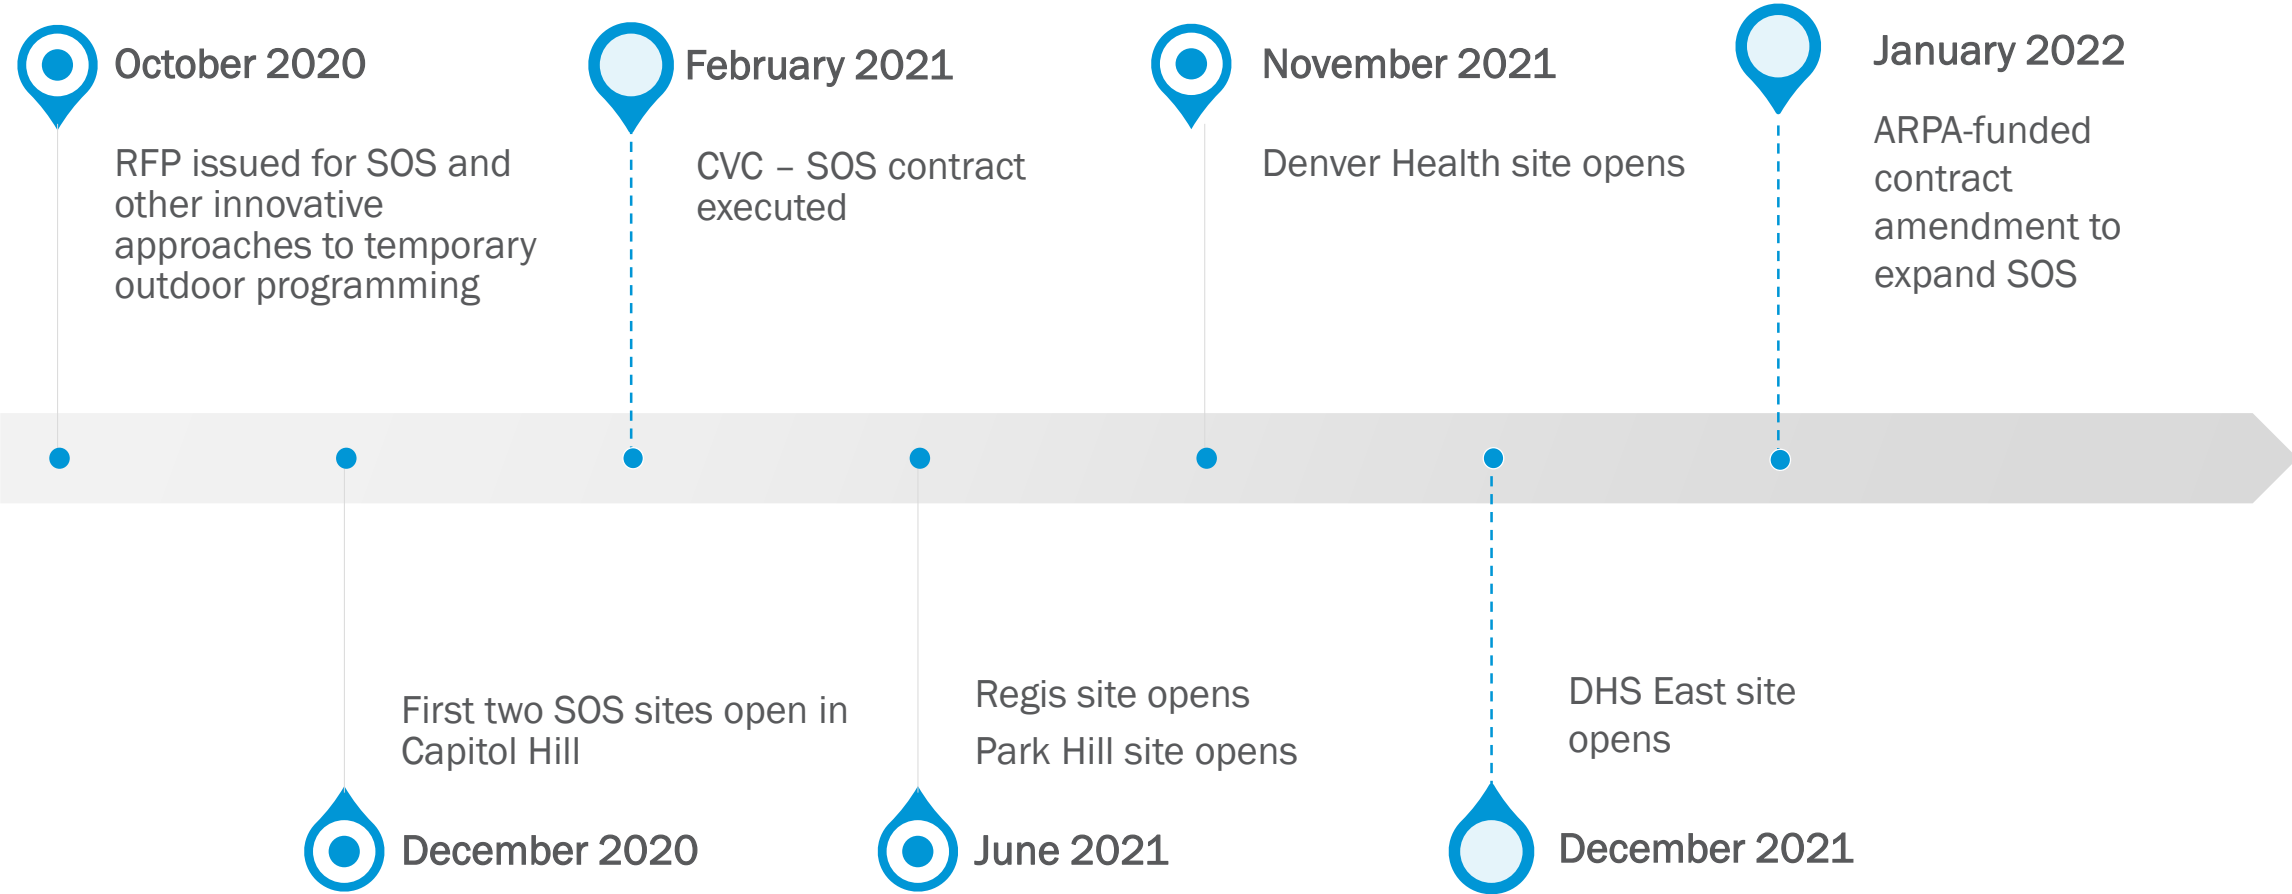 October 2020
RFP issued for SOS and
other innovative
approaches to temporary
outdoor programming
February 2021
CVC – SOS contract
executed
November 2021
Denver Health site opens
January 2022
ARPA-funded
contract
amendment to
expand SOS
First two SOS sites open in
Capitol Hill
December 2020
Regis site opens
Park Hill site opens
June 2021
DHS East site
opens
December 2021